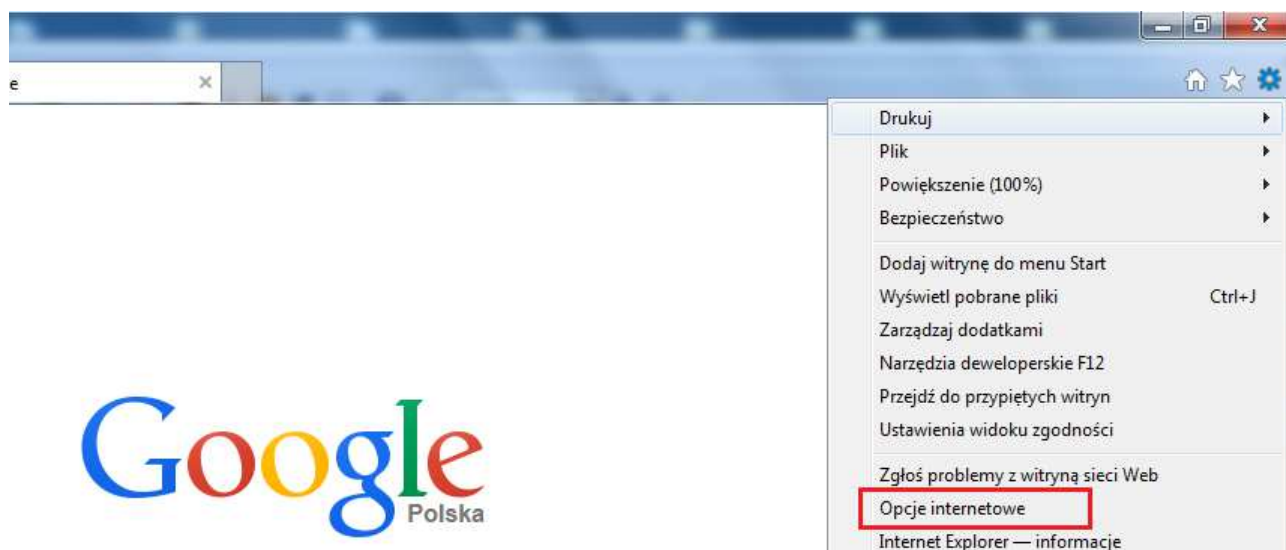 e
Drukuj
Plik
Powiększenie (100%)
Bezpieczeństwo
Dodaj witrynę do menu Start
Wyświetl pobrane pliki Ctrl+J
Zarządzaj dodatkami
Narzędzia deweloperskie F12
Przejdź do przypiętych witryn
Ustawienia widoku zgodności
Zgłoś problemy z witryną sieci Web
Opcje internetowe
Internet Explorer — informacje
Google
Polska